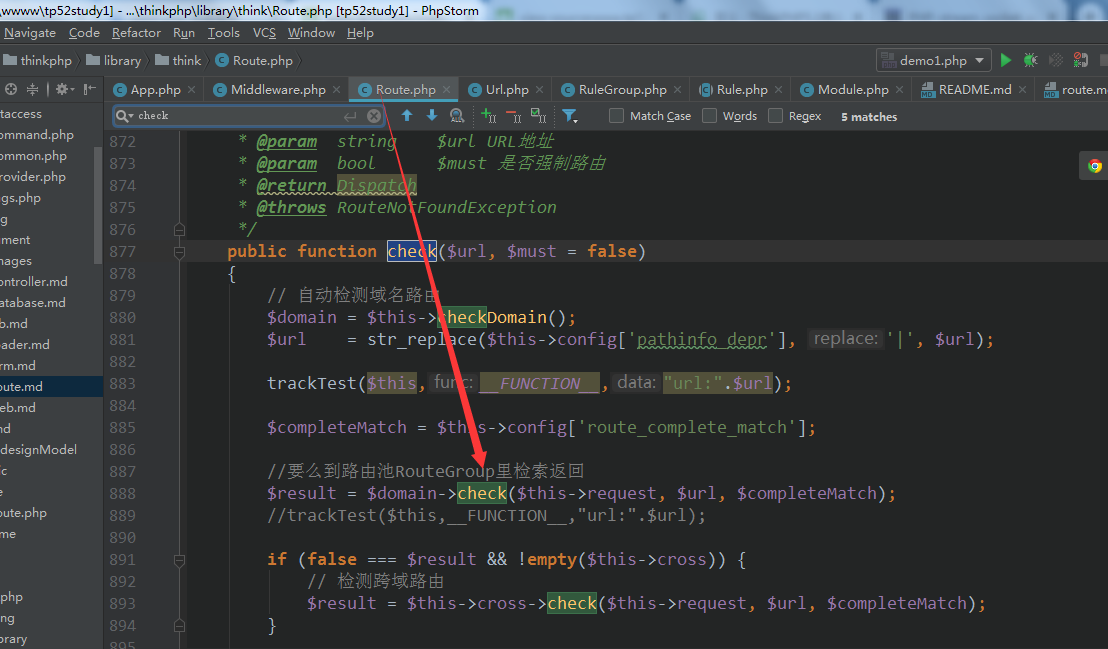 \wwww\tp52study1] - ...\thinkphp\library\think\Route.php [tp52study1] - PhpStorm
Navigate Code Refactor Run Tools VCS Window Help
thinkphp library think Route.php demo1.php
App.php Middleware.php Route.php Url.php RuleGroup.php Rule.php Module.php README.md route.m
check Match Case Words Regex 5 matches
taccess
ommand.php
ommon.php
rovider.php
gs.php
g
ment
nages
ontroller.md
atabase.md
b.md
ader.md
rm.md
oute.md
eb.md
nd
designModel
ic
e
oute.php
me
php
ng
brary
872 * @param string $url URL地址
873 * @param bool $must 是否强制路由
874 * @return Dispatch
875 * @throws RouteNotFoundException
876 */
877 public function check($url, $must = false)
878 {
879 // 自动检测域名路由
880 $domain = $this->checkDomain();
881 $url = str_replace($this->config['pathinfo_depr'], replace: '|', $url);
882
883 trackTest($this, func: __FUNCTION__, data: "url:".$url);
884
885 $completeMatch = $this->config['route_complete_match'];
886
887 //要么到路由池RouteGroup里检索返回
888 $result = $domain->check($this->request, $url, $completeMatch);
889 //trackTest($this,__FUNCTION__,"url:".$url);
890
891 if (false === $result && !empty($this->cross)) {
892 // 检测跨域路由
893 $result = $this->cross->check($this->request, $url, $completeMatch);
894 }
895